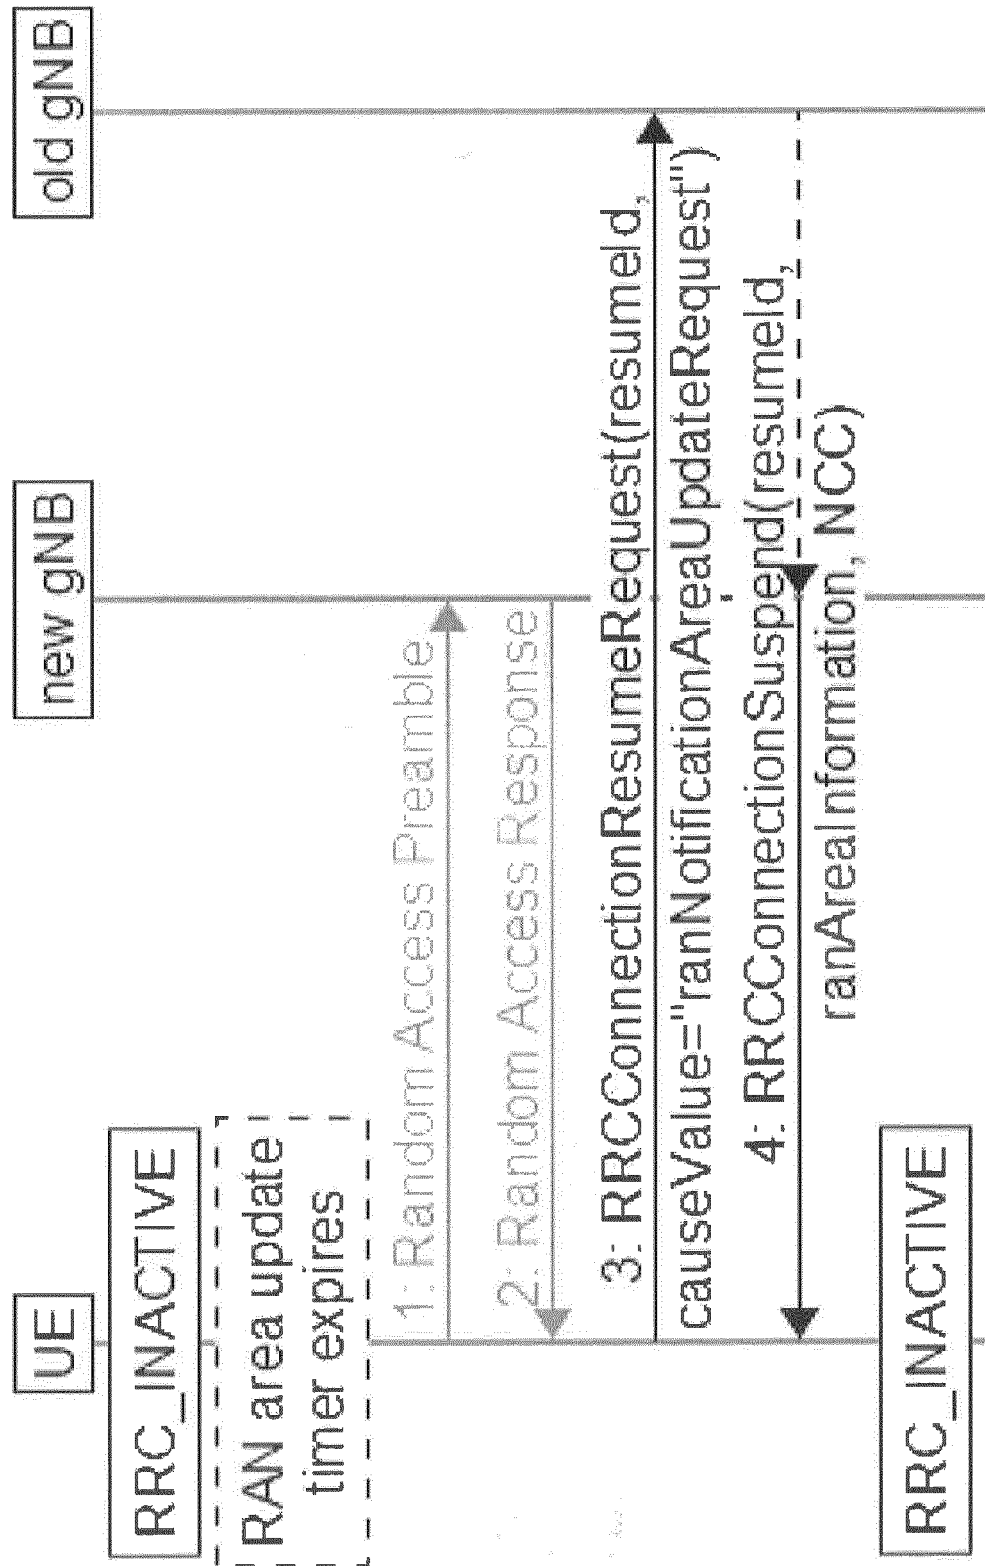 UE
new gNB
old gNB
RRC_INACTIVE
RAN area update
timer expires
1: Random Access Preamble
2: Random Access Response
3: RRCConnectionResumeRequest(resumeId,
causeValue="ranNotificationAreaUpdateRequest")
4: RRCConnectionSuspend(resumeId,
ranAreaInformation, NCC)
RRC_INACTIVE